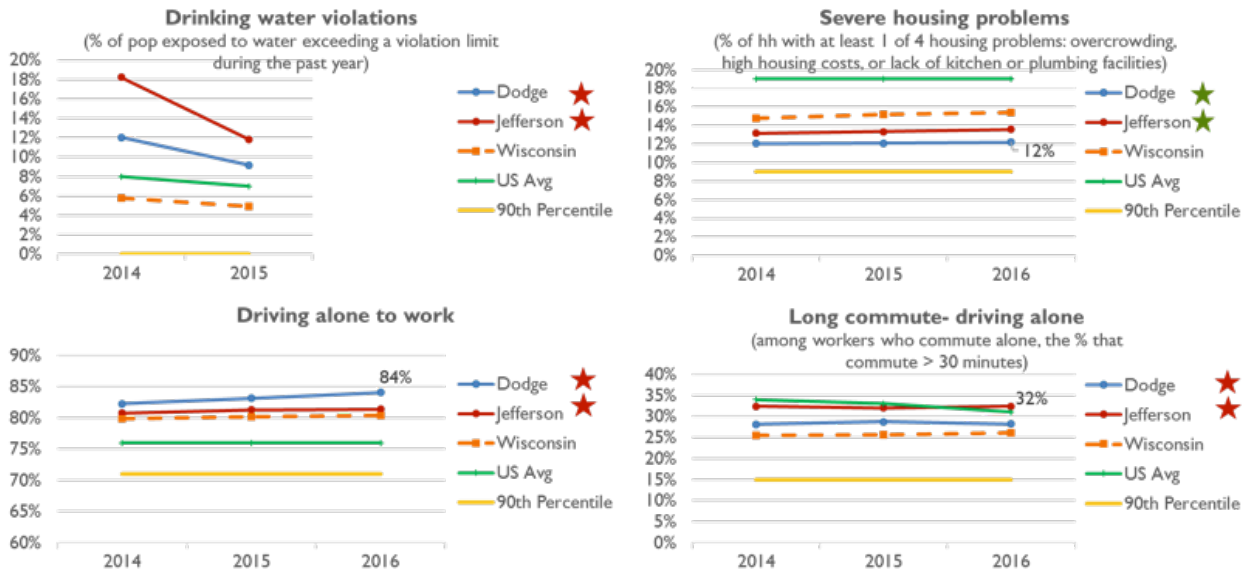 Drinking water violations
(% of pop exposed to water exceeding a violation limit
during the past year)
20%
18%
16%
14%
12%
10%
8%
6%
4%
2%
0%
2014 2015
Dodge
Jefferson
Wisconsin
US Avg
90th Percentile
Severe housing problems
(% of hh with at least 1 of 4 housing problems: overcrowding,
high housing costs, or lack of kitchen or plumbing facilities)
20%
18%
16%
14%
12%
10%
8%
6%
4%
2%
0%
12%
2014 2015 2016
Dodge
Jefferson
Wisconsin
US Avg
90th Percentile
Driving alone to work
90%
85%
80%
75%
70%
65%
60%
84%
2014 2015 2016
Dodge
Jefferson
Wisconsin
US Avg
90th Percentile
Long commute- driving alone
(among workers who commute alone, the % that
commute > 30 minutes)
40%
35%
30%
25%
20%
15%
10%
5%
0%
32%
2014 2015 2016
Dodge
Jefferson
Wisconsin
US Avg
90th Percentile